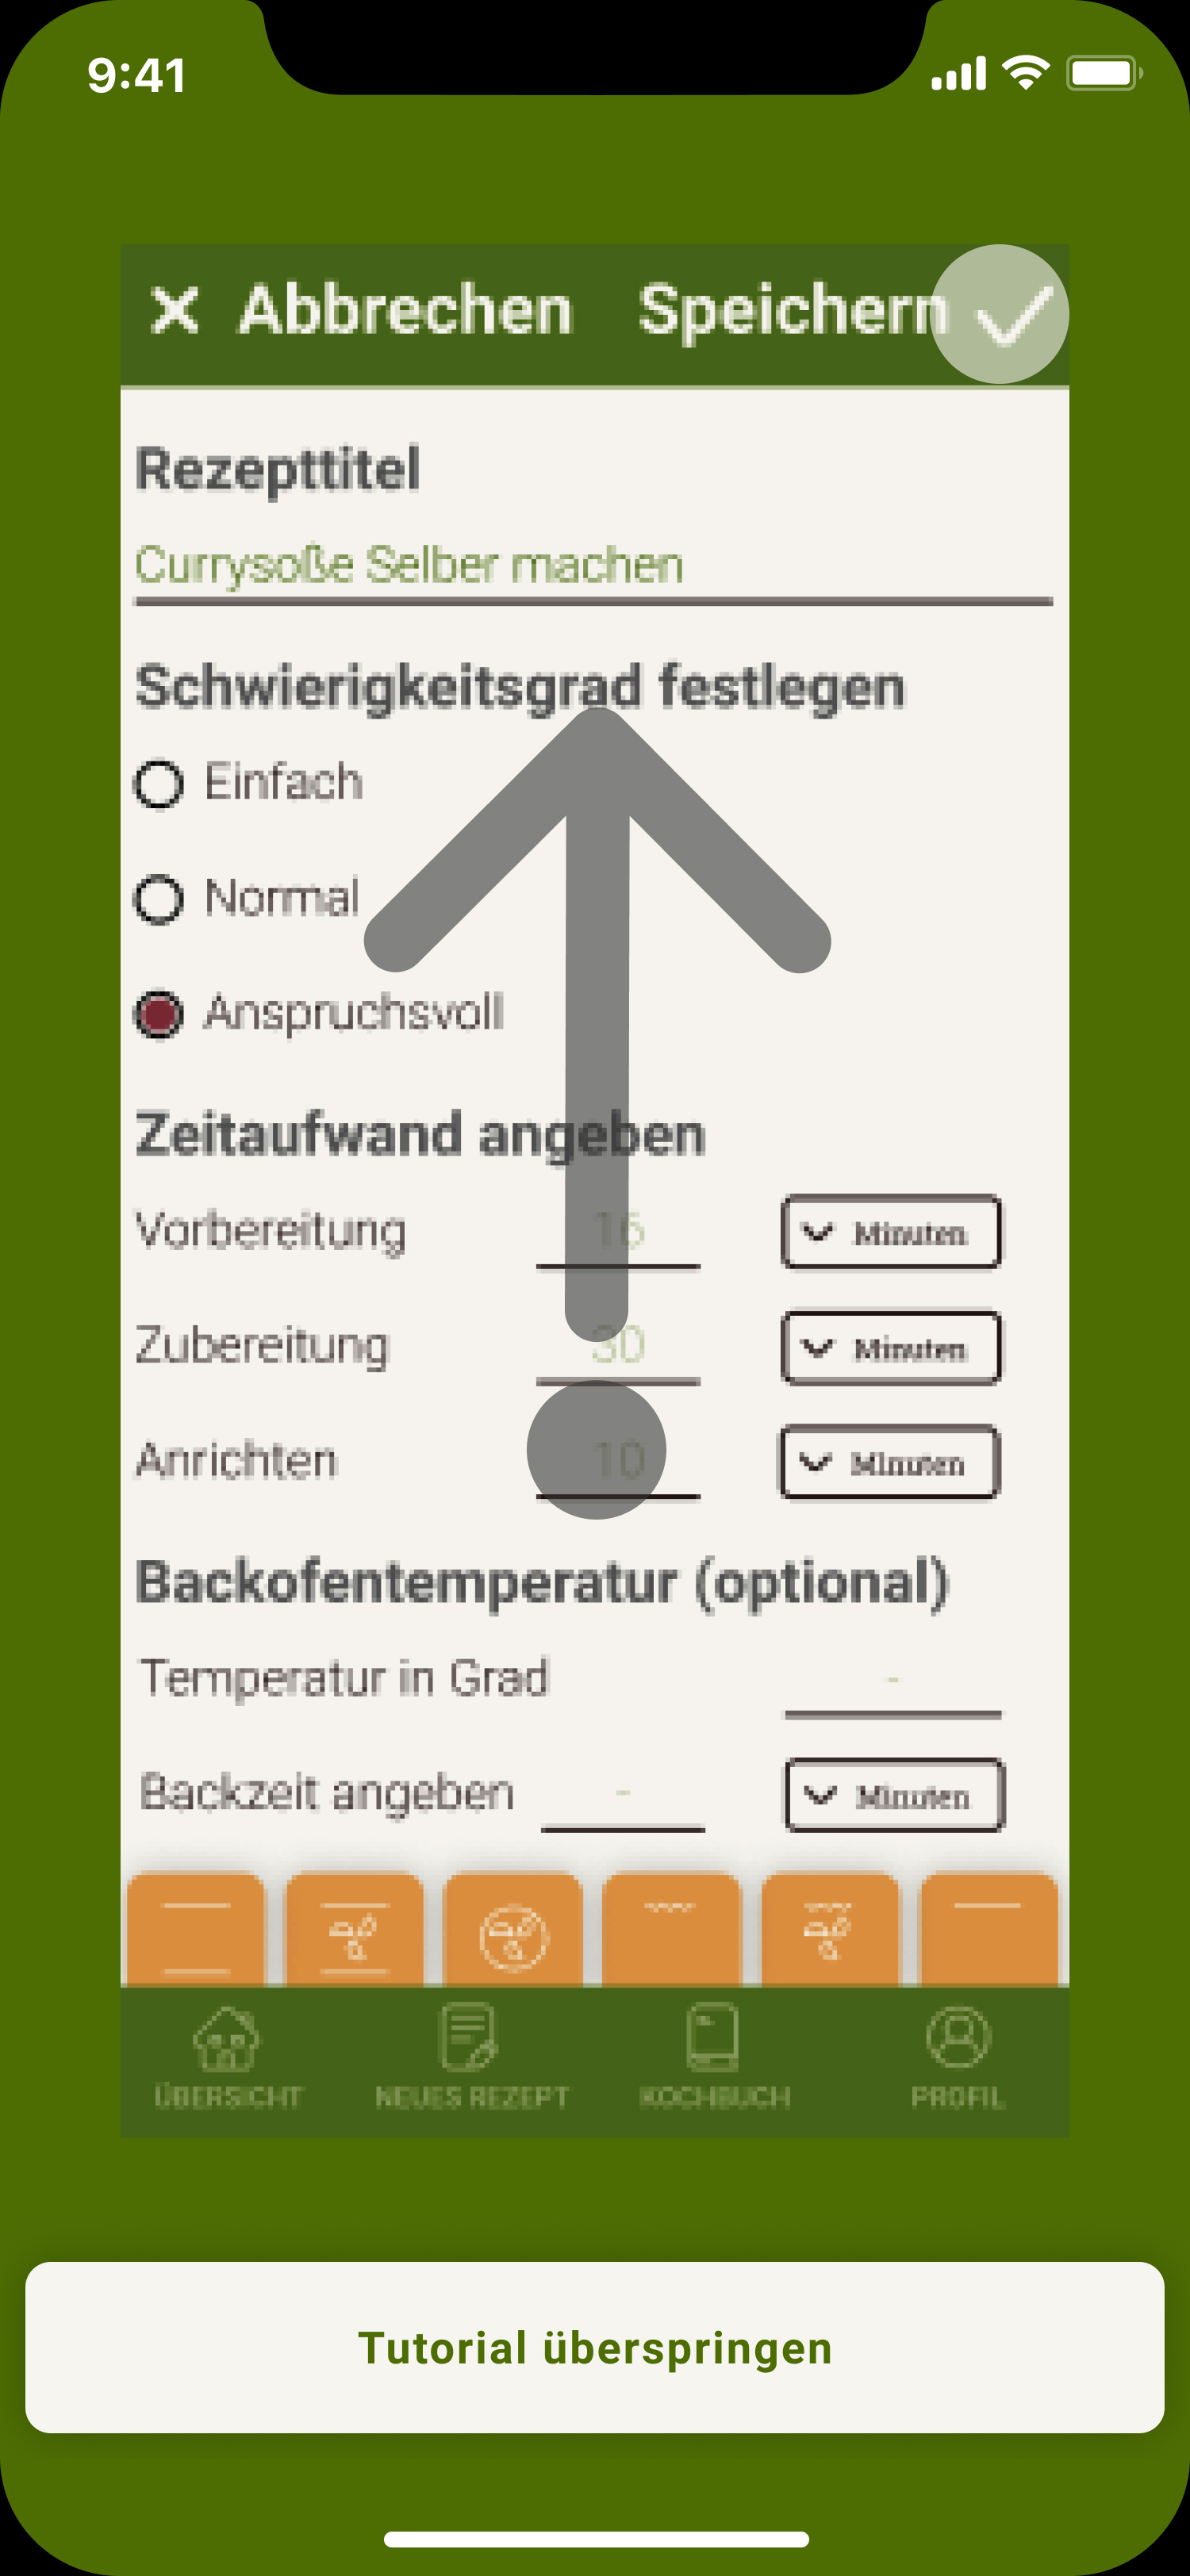 9:41
Abbrechen Speichern
Rezepttitel
Currysoße Selber machen
Schwierigkeitsgrad festlegen
Einfach
Normal
Anspruchsvoll
Zeitaufwand angeben
Vorbereitung 16 Minuten
Zubereitung 30 Minuten
Anrichten 10 Minuten
Backofentemperatur (optional)
Temperatur in Grad -
Backzeit angeben - Minuten
ÜBERSICHT NEUES REZEPT KOCHBUCH PROFIL
Tutorial überspringen